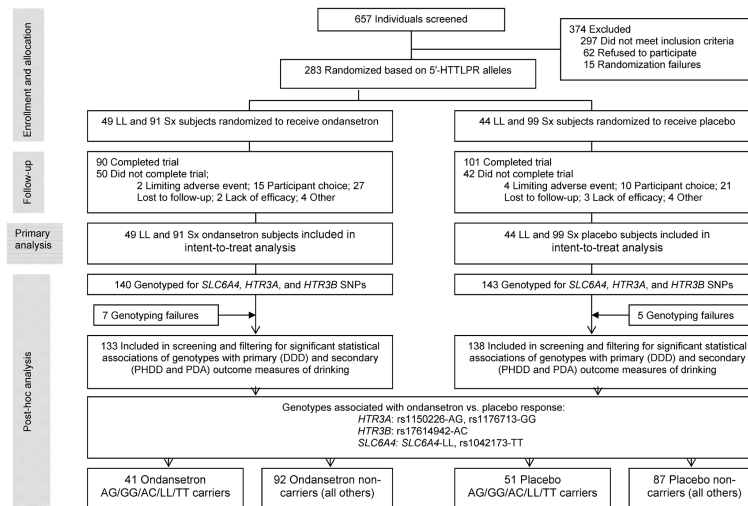 657 Individuals screened
374 Excluded
297 Did not meet inclusion criteria
62 Refused to participate
15 Randomization failures
283 Randomized based on 5'-HTTLPR alleles
Enrollment and allocation
49 LL and 91 Sx subjects randomized to receive ondansetron
44 LL and 99 Sx subjects randomized to receive placebo
Follow-up
90 Completed trial
50 Did not complete trial;
2 Limiting adverse event; 15 Participant choice; 27
Lost to follow-up; 2 Lack of efficacy; 4 Other
101 Completed trial
42 Did not complete trial
4 Limiting adverse event; 10 Participant choice; 21
Lost to follow-up; 3 Lack of efficacy; 4 Other
Primary
analysis
49 LL and 91 Sx ondansetron subjects included in
intent-to-treat analysis
44 LL and 99 Sx placebo subjects included in
intent-to-treat analysis
Post-hoc analysis
140 Genotyped for SLC6A4, HTR3A, and HTR3B SNPs
143 Genotyped for SLC6A4, HTR3A, and HTR3B SNPs
7 Genotyping failures
5 Genotyping failures
133 Included in screening and filtering for significant statistical
associations of genotypes with primary (DDD) and secondary
(PHDD and PDA) outcome measures of drinking
138 Included in screening and filtering for significant statistical
associations of genotypes with primary (DDD) and secondary
(PHDD and PDA) outcome measures of drinking
Genotypes associated with ondansetron vs. placebo response:
HTR3A: rs1150226-AG, rs1176713-GG
HTR3B: rs17614942-AC
SLC6A4: SLC6A4-LL, rs1042173-TT
41 Ondansetron
AG/GG/AC/LL/TT carriers
92 Ondansetron non-
carriers (all others)
51 Placebo
AG/GG/AC/LL/TT carriers
87 Placebo non-
carriers (all others)